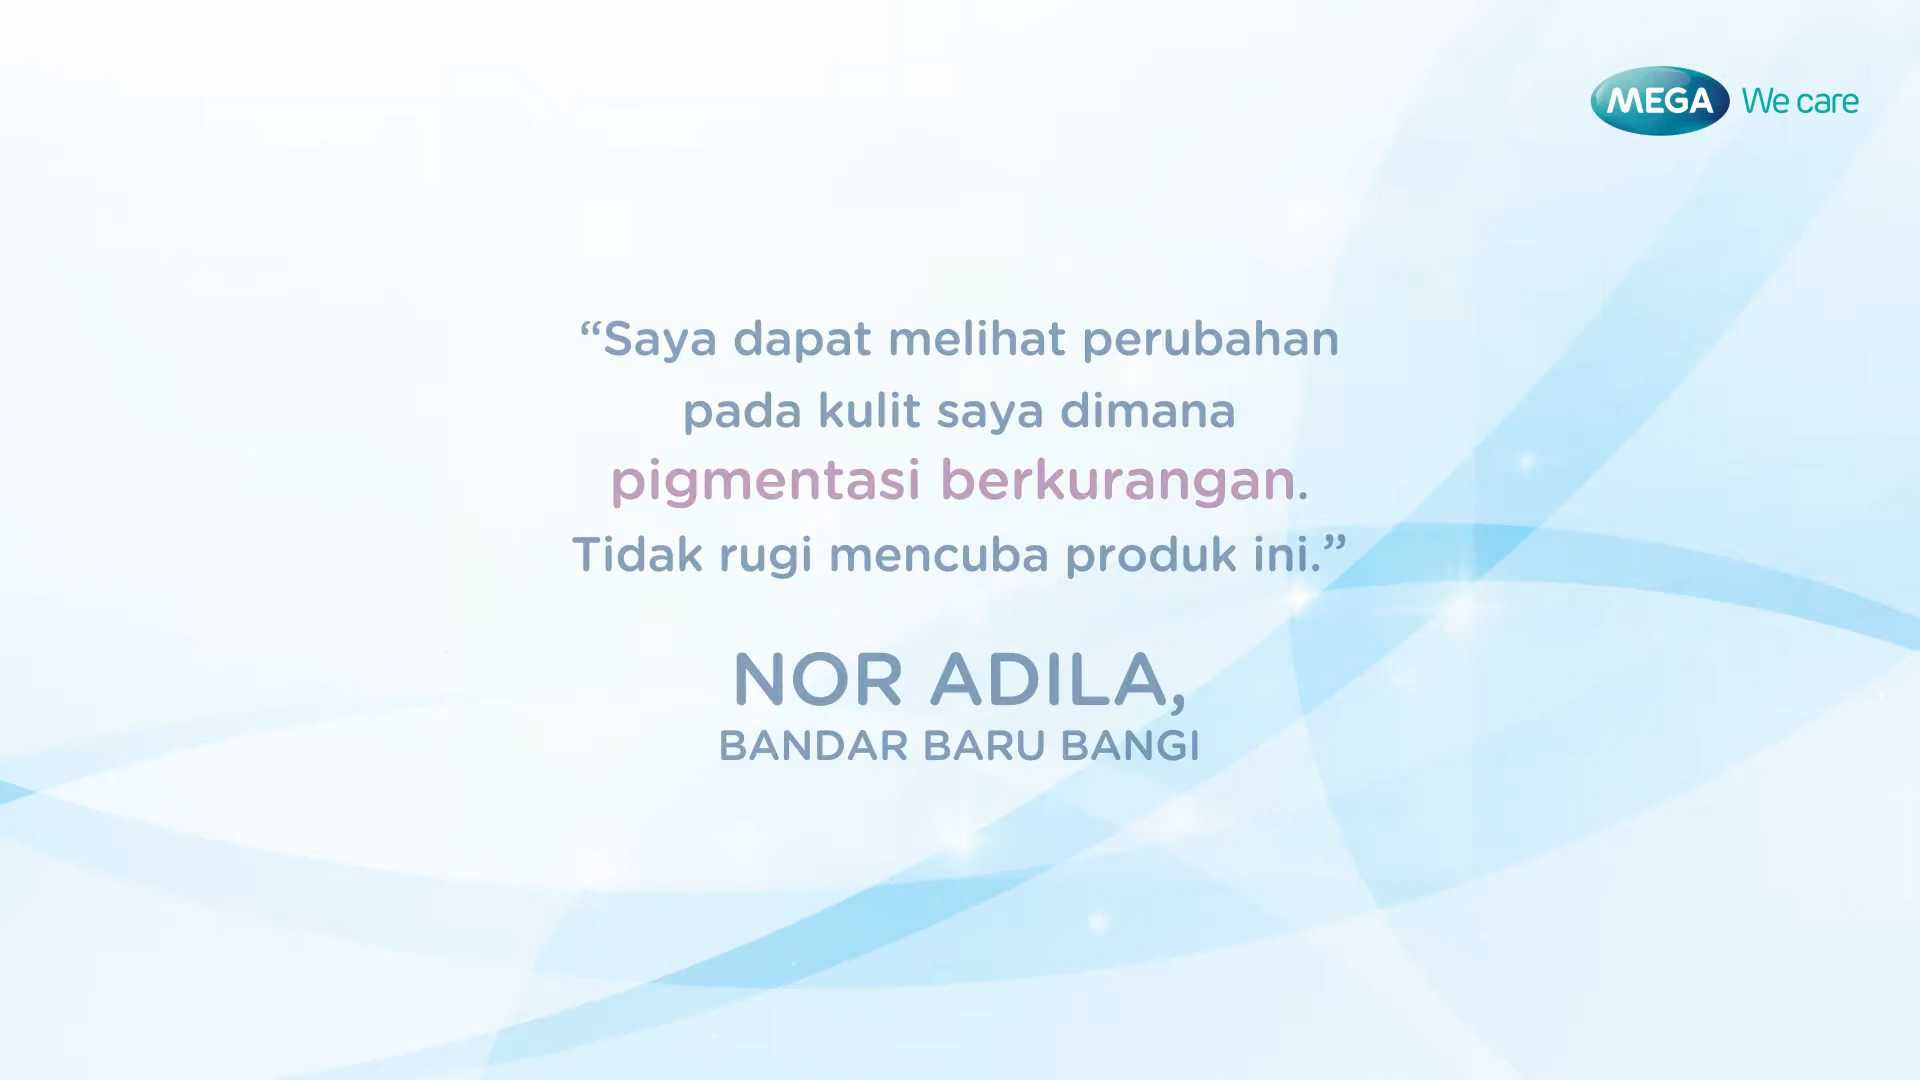 MEGA We care
“Saya dapat melihat perubahan
pada kulit saya dimana
pigmentasi berkurangan.
Tidak rugi mencuba produk ini.”
NOR ADILA,
BANDAR BARU BANGI